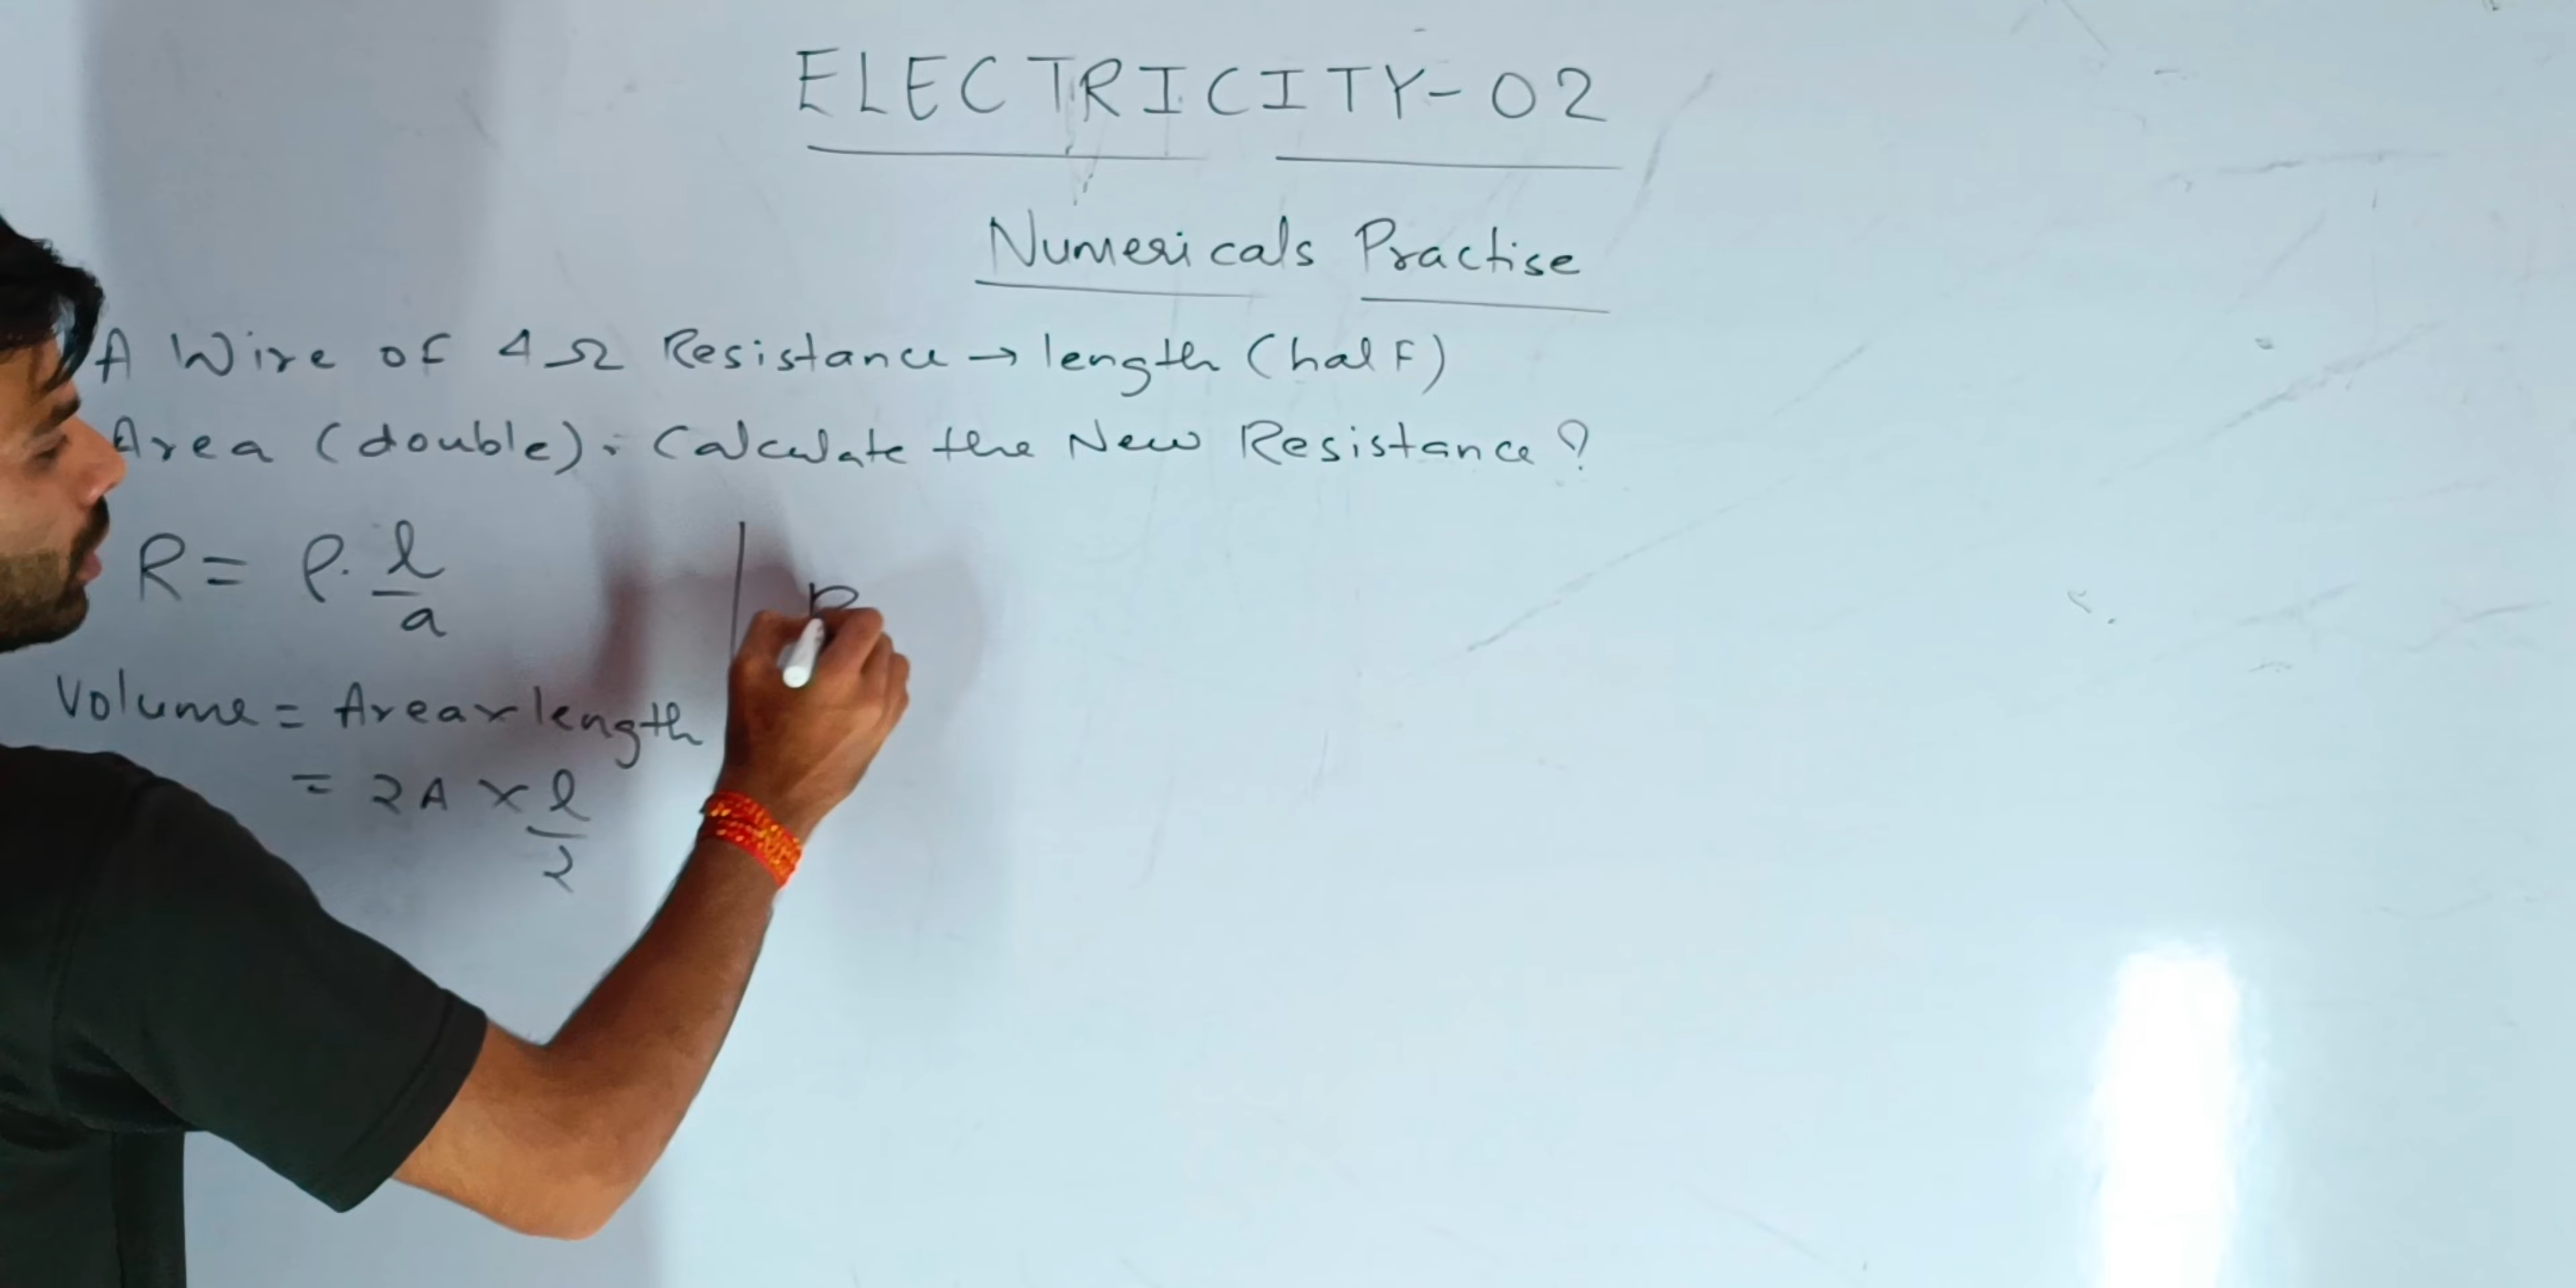 ELECTRICITY-02
Numericals Practise
A Wire of 4Ω Resistance → length (half)
Area (double). Calculate the New Resistance?
R = ρ. l/a
Volume = Area x length
= 2A x l/2
R